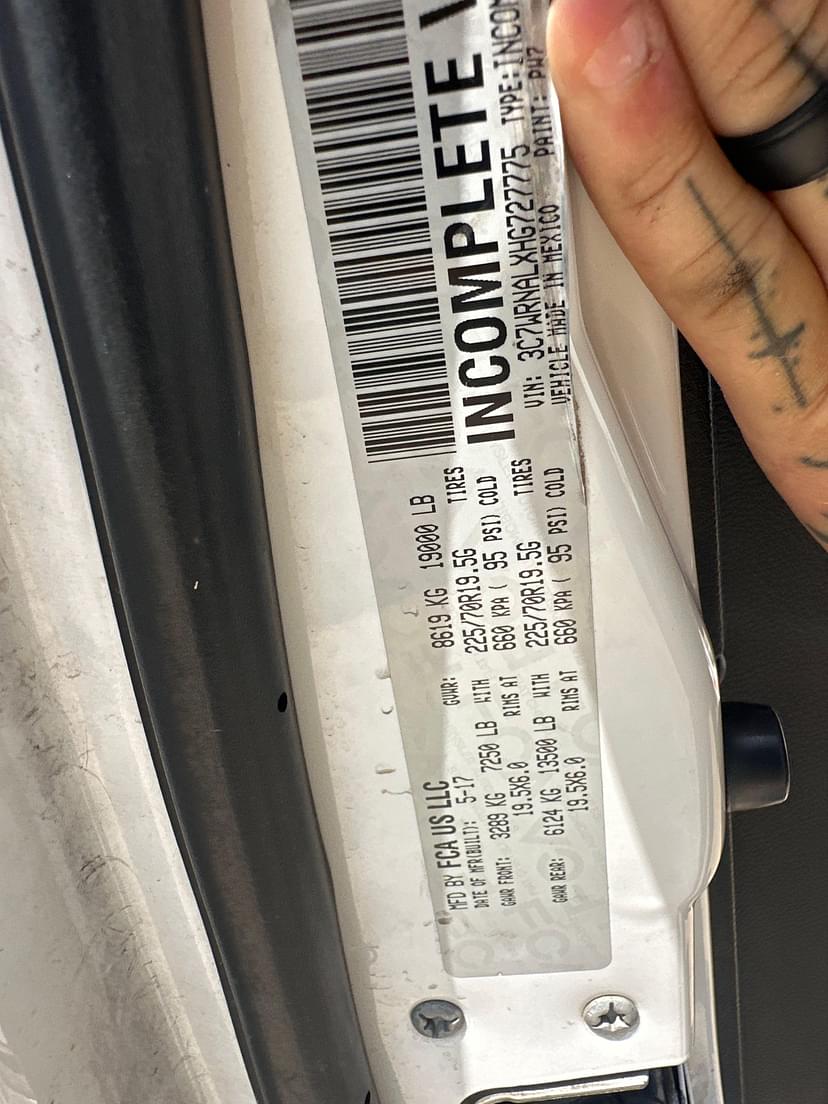 MFD BY FCA US LLC
DATE OF MFR(BUILT): 5-17 GVWR: 8619 KG 19000 LB
GAWR FRONT: 3289 KG 7250 LB WITH 225/70R19.5G TIRES
19.5X6.0 RIMS AT 660 KPA ( 95 PSI) COLD
GAWR REAR: 6124 KG 13500 LB WITH 225/70R19.5G TIRES
19.5X6.0 RIMS AT 660 KPA ( 95 PSI) COLD
INCOMPLETE
VIN: 3C7WRNALXHG727775 TYPE:
VEHICLE MADE IN MEXICO PAINT: PW7